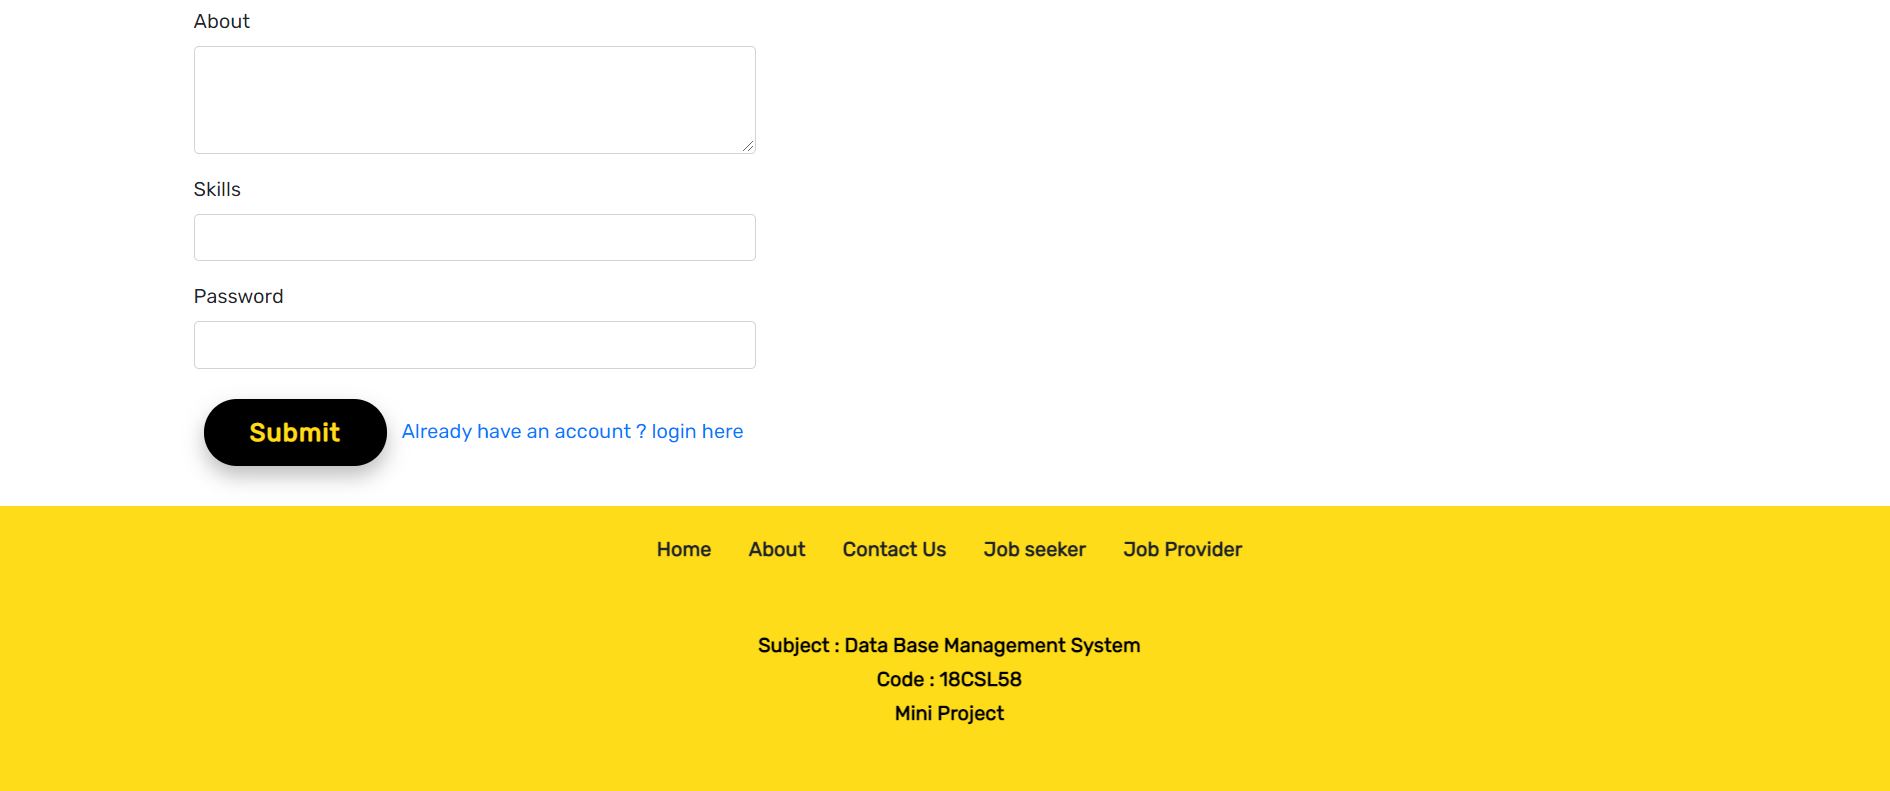 About
Skills
Password
Submit Already have an account ? login here
Home About Contact Us Job seeker Job Provider
Subject : Data Base Management System
Code : 18CSL58
Mini Project